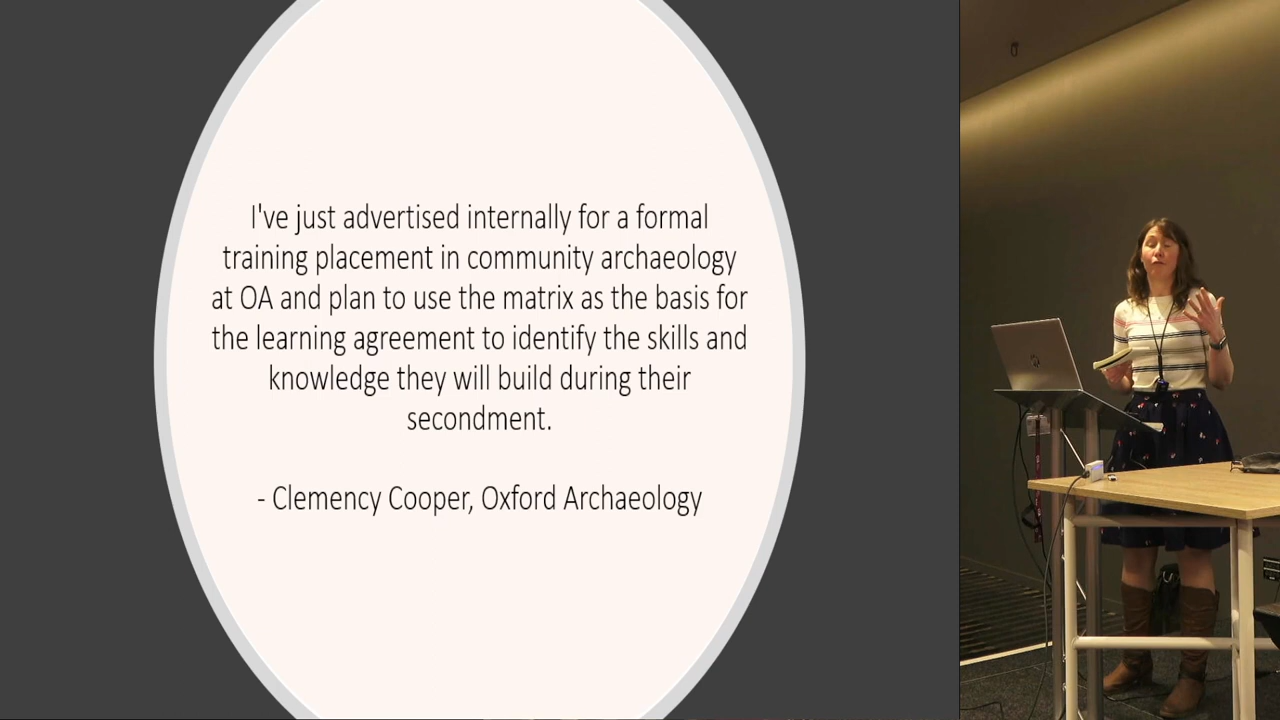 I've just advertised internally for a formal
training placement in community archaeology
at OA and plan to use the matrix as the basis for
the learning agreement to identify the skills and
knowledge they will build during their
secondment.
- Clemency Cooper, Oxford Archaeology